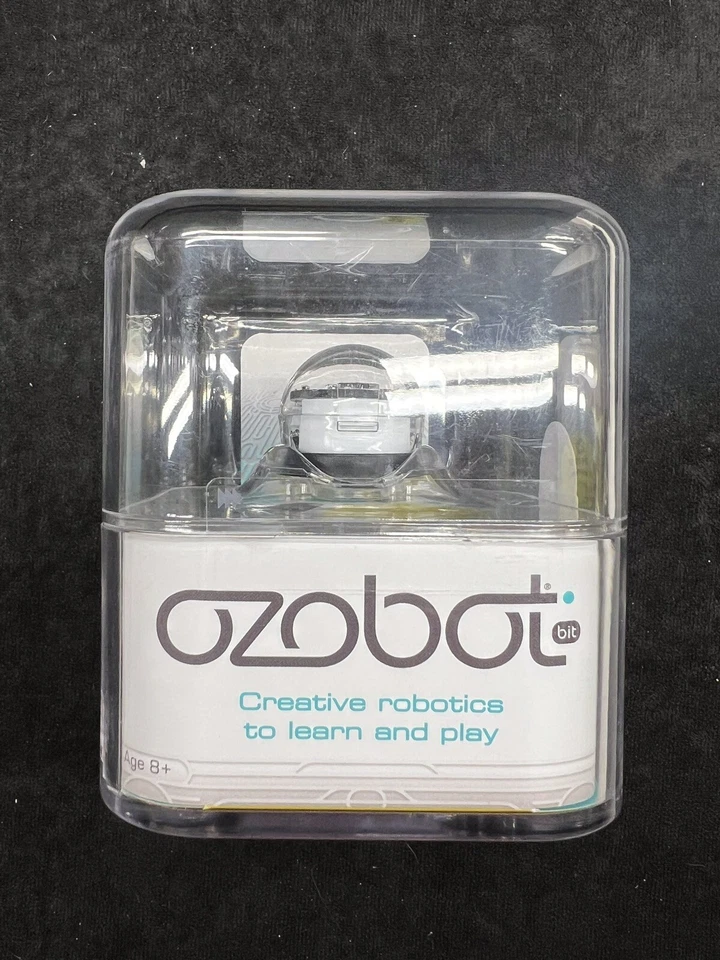 ozobot®
bit
Creative robotics
to learn and play
Age 8+